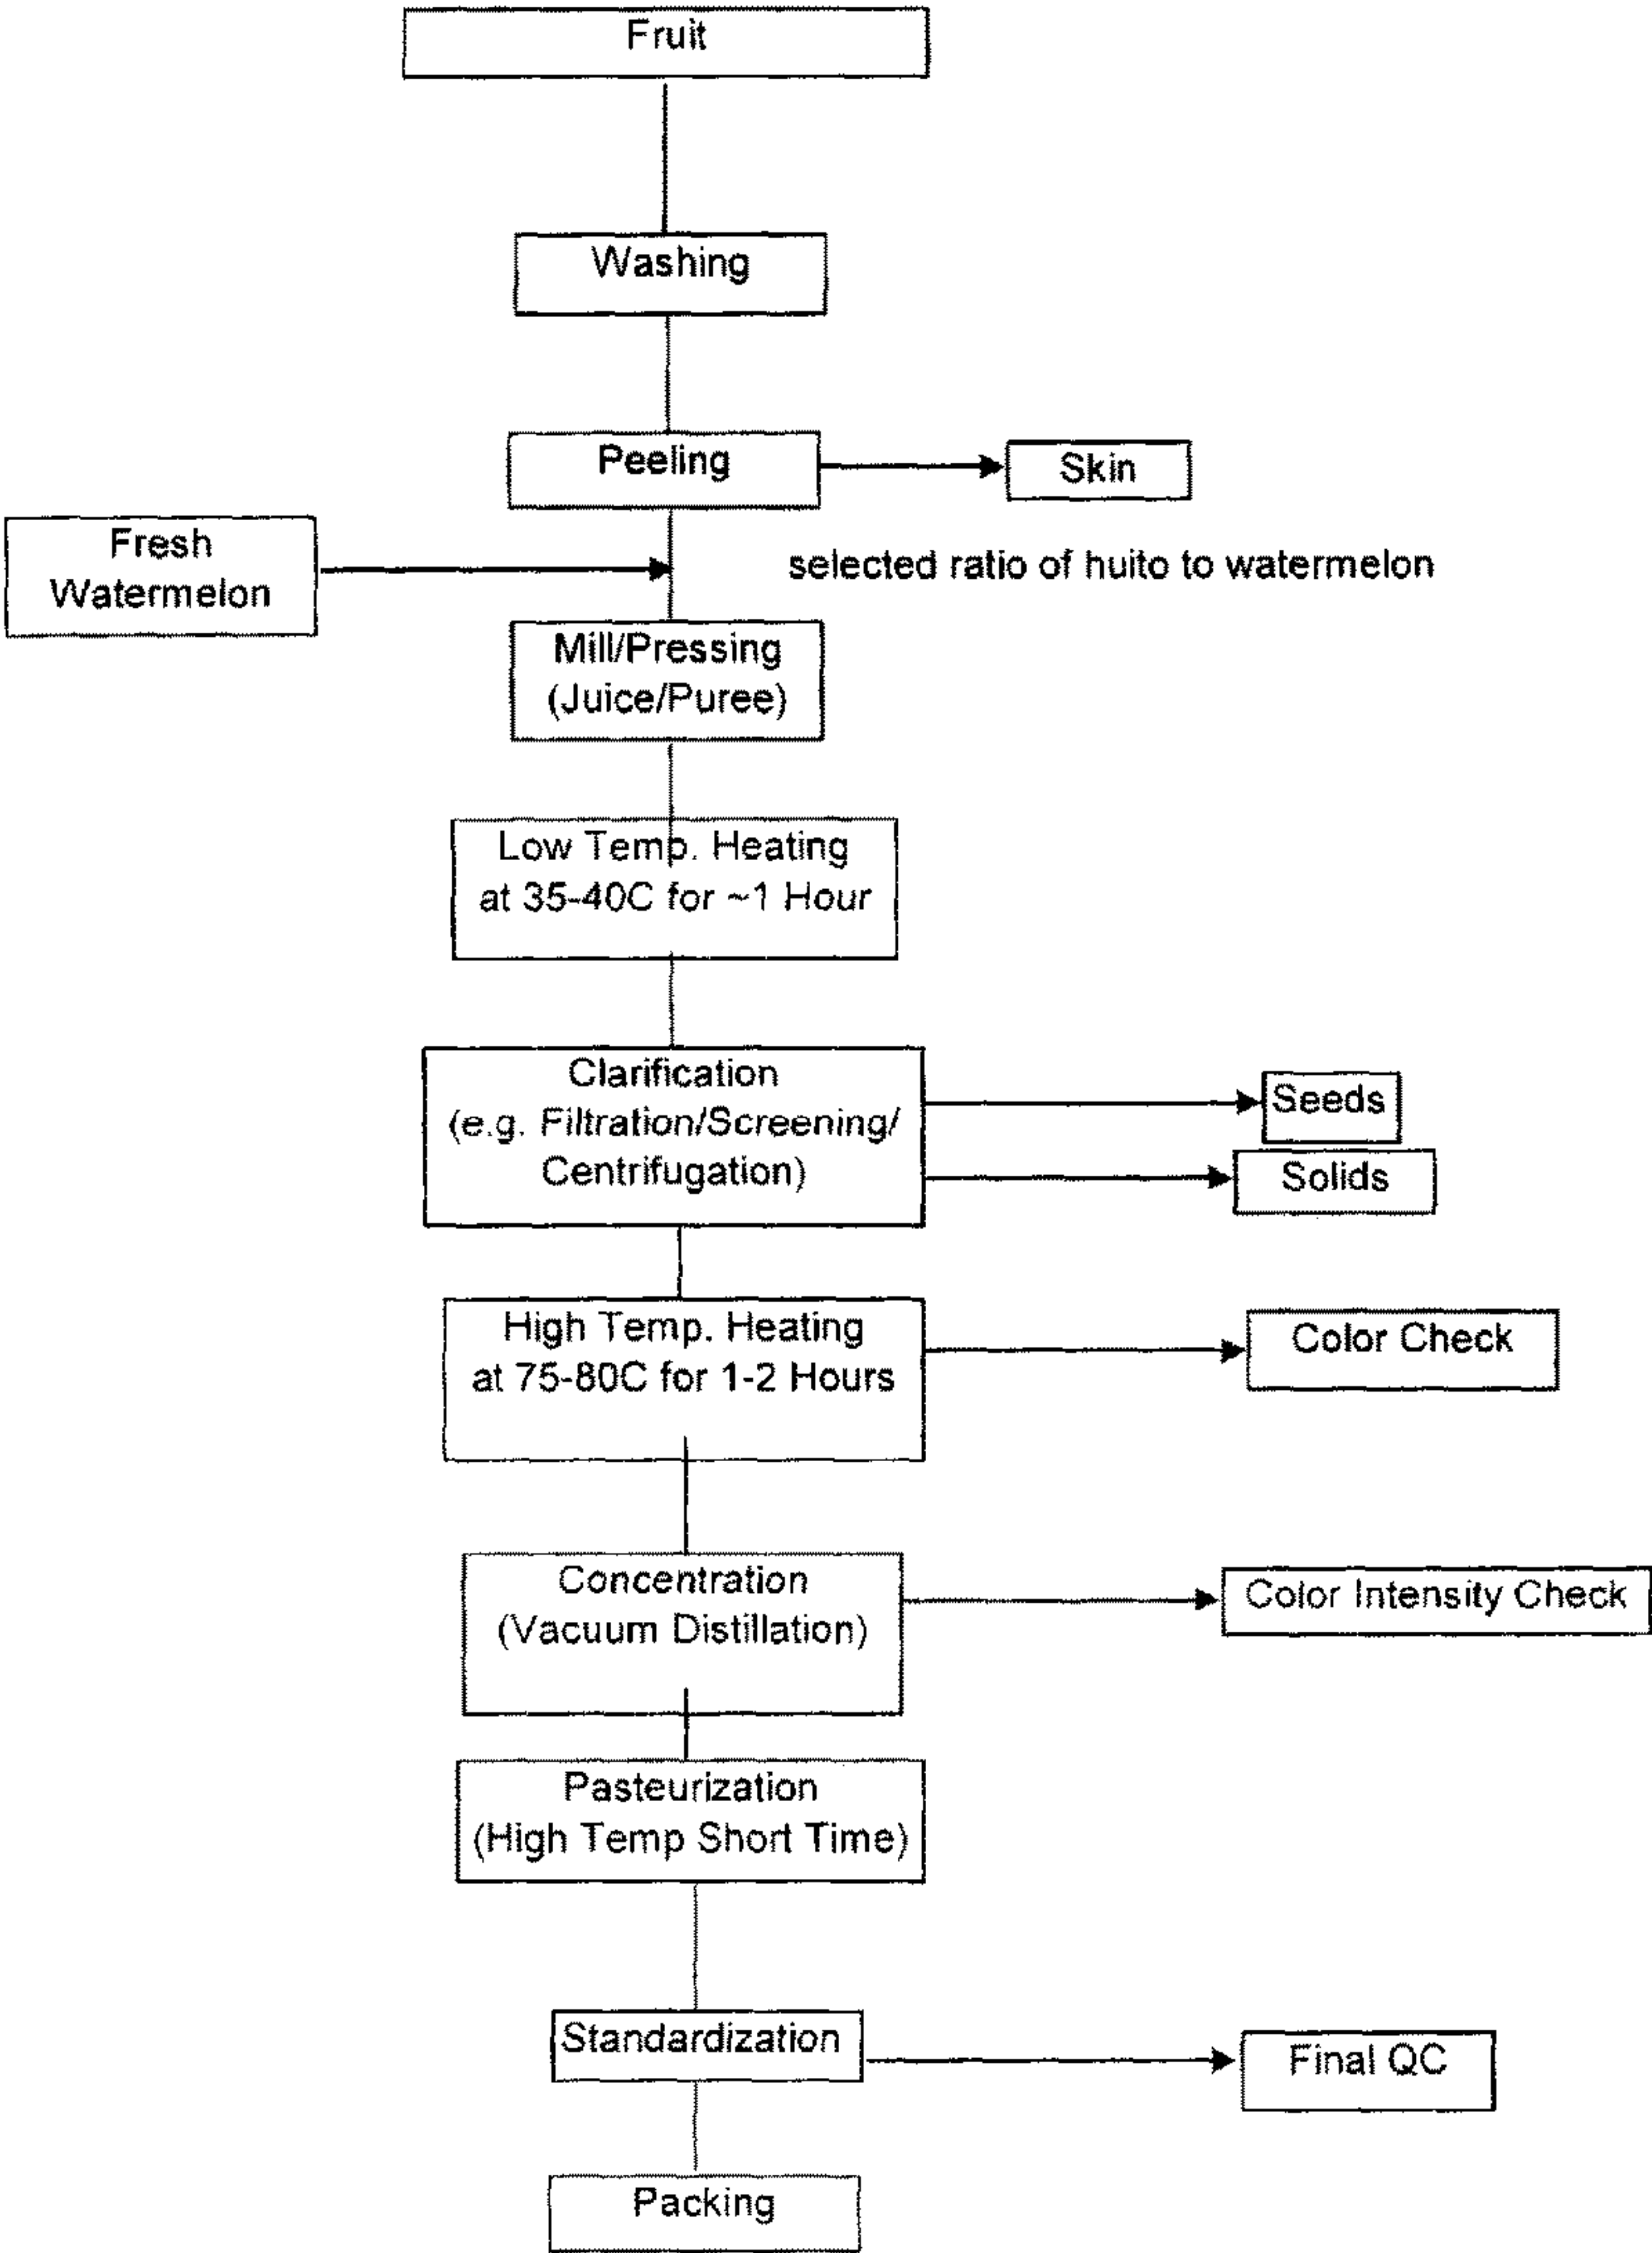 Fruit
Washing
Peeling
Skin
Fresh
Watermelon
selected ratio of huito to watermelon
Mill/Pressing
(Juice/Puree)
Low Temp. Heating
at 35-40C for ~1 Hour
Clarification
(e.g. Filtration/Screening/
Centrifugation)
Seeds
Solids
High Temp. Heating
at 75-80C for 1-2 Hours
Color Check
Concentration
(Vacuum Distillation)
Color Intensity Check
Pasteurization
(High Temp Short Time)
Standardization
Final QC
Packing